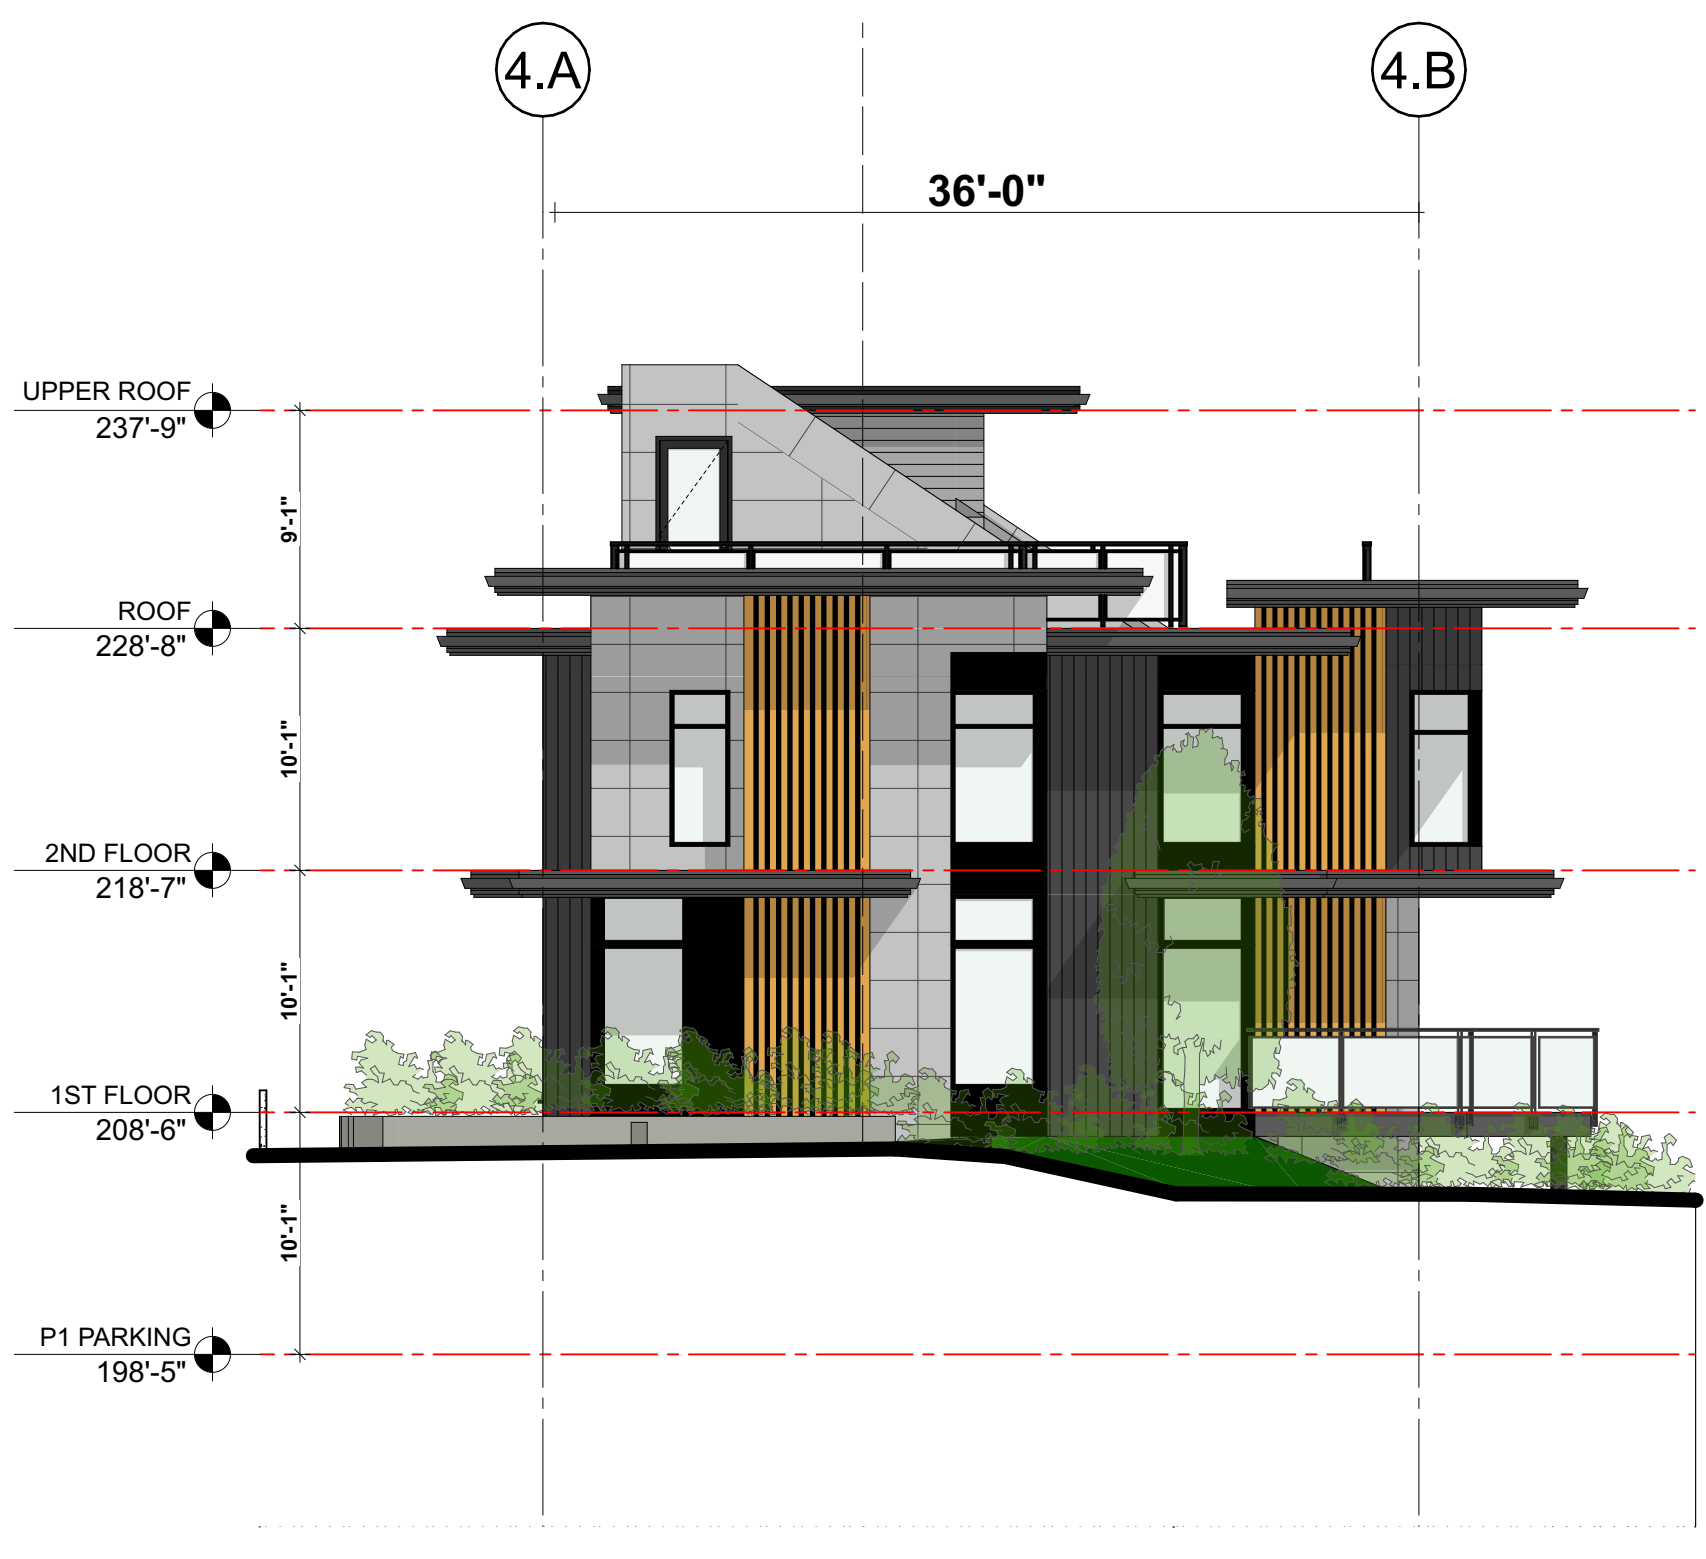 4.A
4.B
36'-0"
UPPER ROOF
237'-9"
9'-1"
ROOF
228'-8"
10'-1"
2ND FLOOR
218'-7"
10'-1"
1ST FLOOR
208'-6"
10'-1"
P1 PARKING
198'-5"